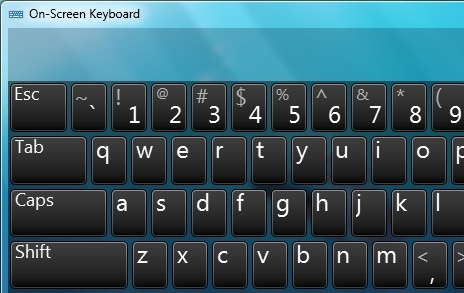 On-Screen Keyboard
Esc ~ ` ! 1 @ 2 # 3 $ 4 % 5 ^ 6 & 7 * 8 ( 9
Tab q w e r t y u i o p
Caps a s d f g h j k l
Shift z x c v b n m < , >